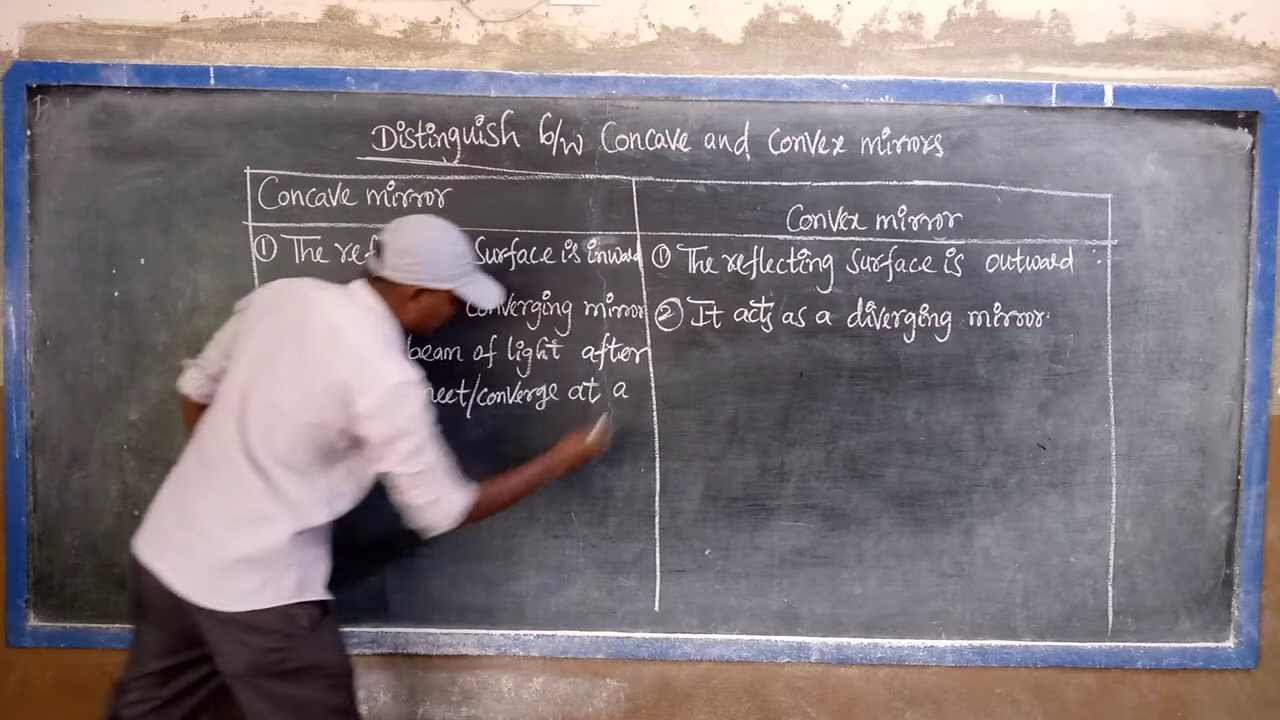 Distinguish b/w Concave and Convex mirrors
Concave mirror
① The ref surface is inward
converging mirror
beam of light after
meet/converge at a
Convex mirror
① The reflecting surface is outward
② It acts as a diverging mirror.